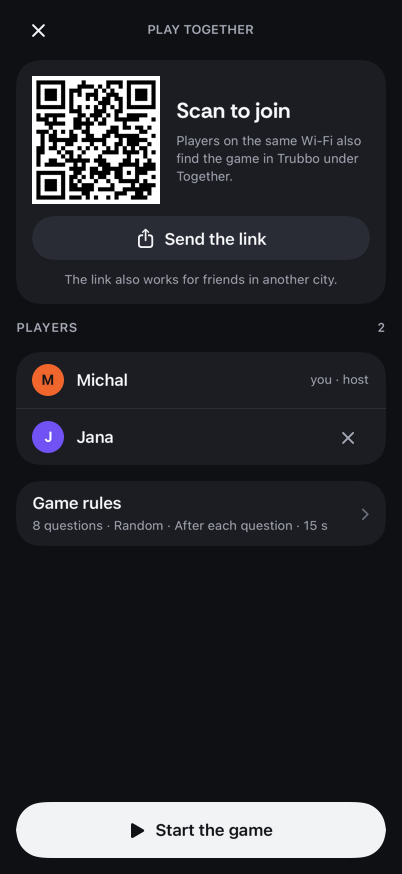 PLAY TOGETHER
Scan to join
Players on the same Wi-Fi also
find the game in Trubbo under
Together.
Send the link
The link also works for friends in another city.
PLAYERS
2
M
Michal
you · host
J
Jana
Game rules
8 questions · Random · After each question · 15 s
Start the game